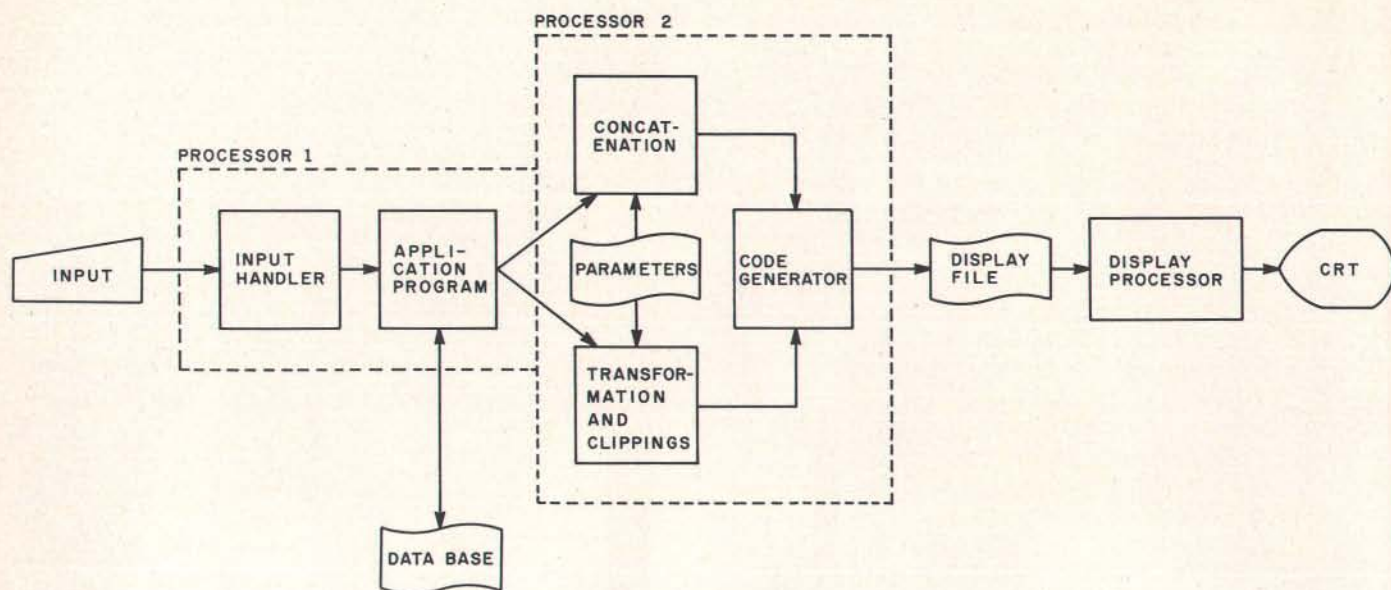 PROCESSOR 2
CONCAT-
ENATION
PROCESSOR 1
INPUT
INPUT
HANDLER
APPLI-
CATION
PROGRAM
PARAMETERS
CODE
GENERATOR
DISPLAY
FILE
DISPLAY
PROCESSOR
CRT
TRANSFOR-
MATION
AND
CLIPPINGS
DATA BASE